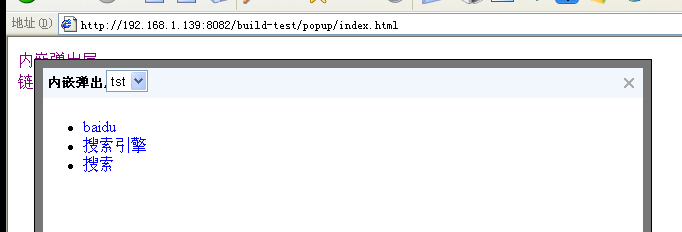 地址(D) http://192.168.1.139:8082/build-test/popup/index.html
内嵌弹出层
链
内嵌弹出 tst ×
baidu
搜索引擎
搜索